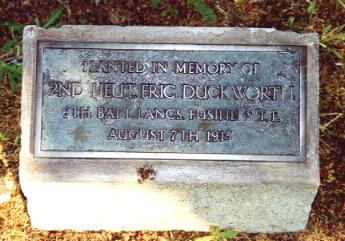 PLANTED IN MEMORY OF
2ND LIEUT. ERIC DUCKWORTH
6TH BATT. LANCS. FUSILIERS T.F.
AUGUST 7TH 1915